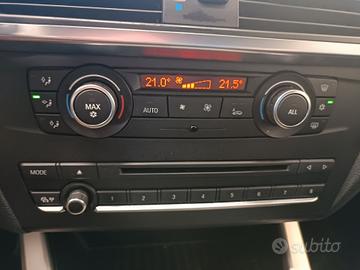 21.0° 21.5°
MAX AUTO ALL
MODE
1 2 3 4 5 6 7 8
subito